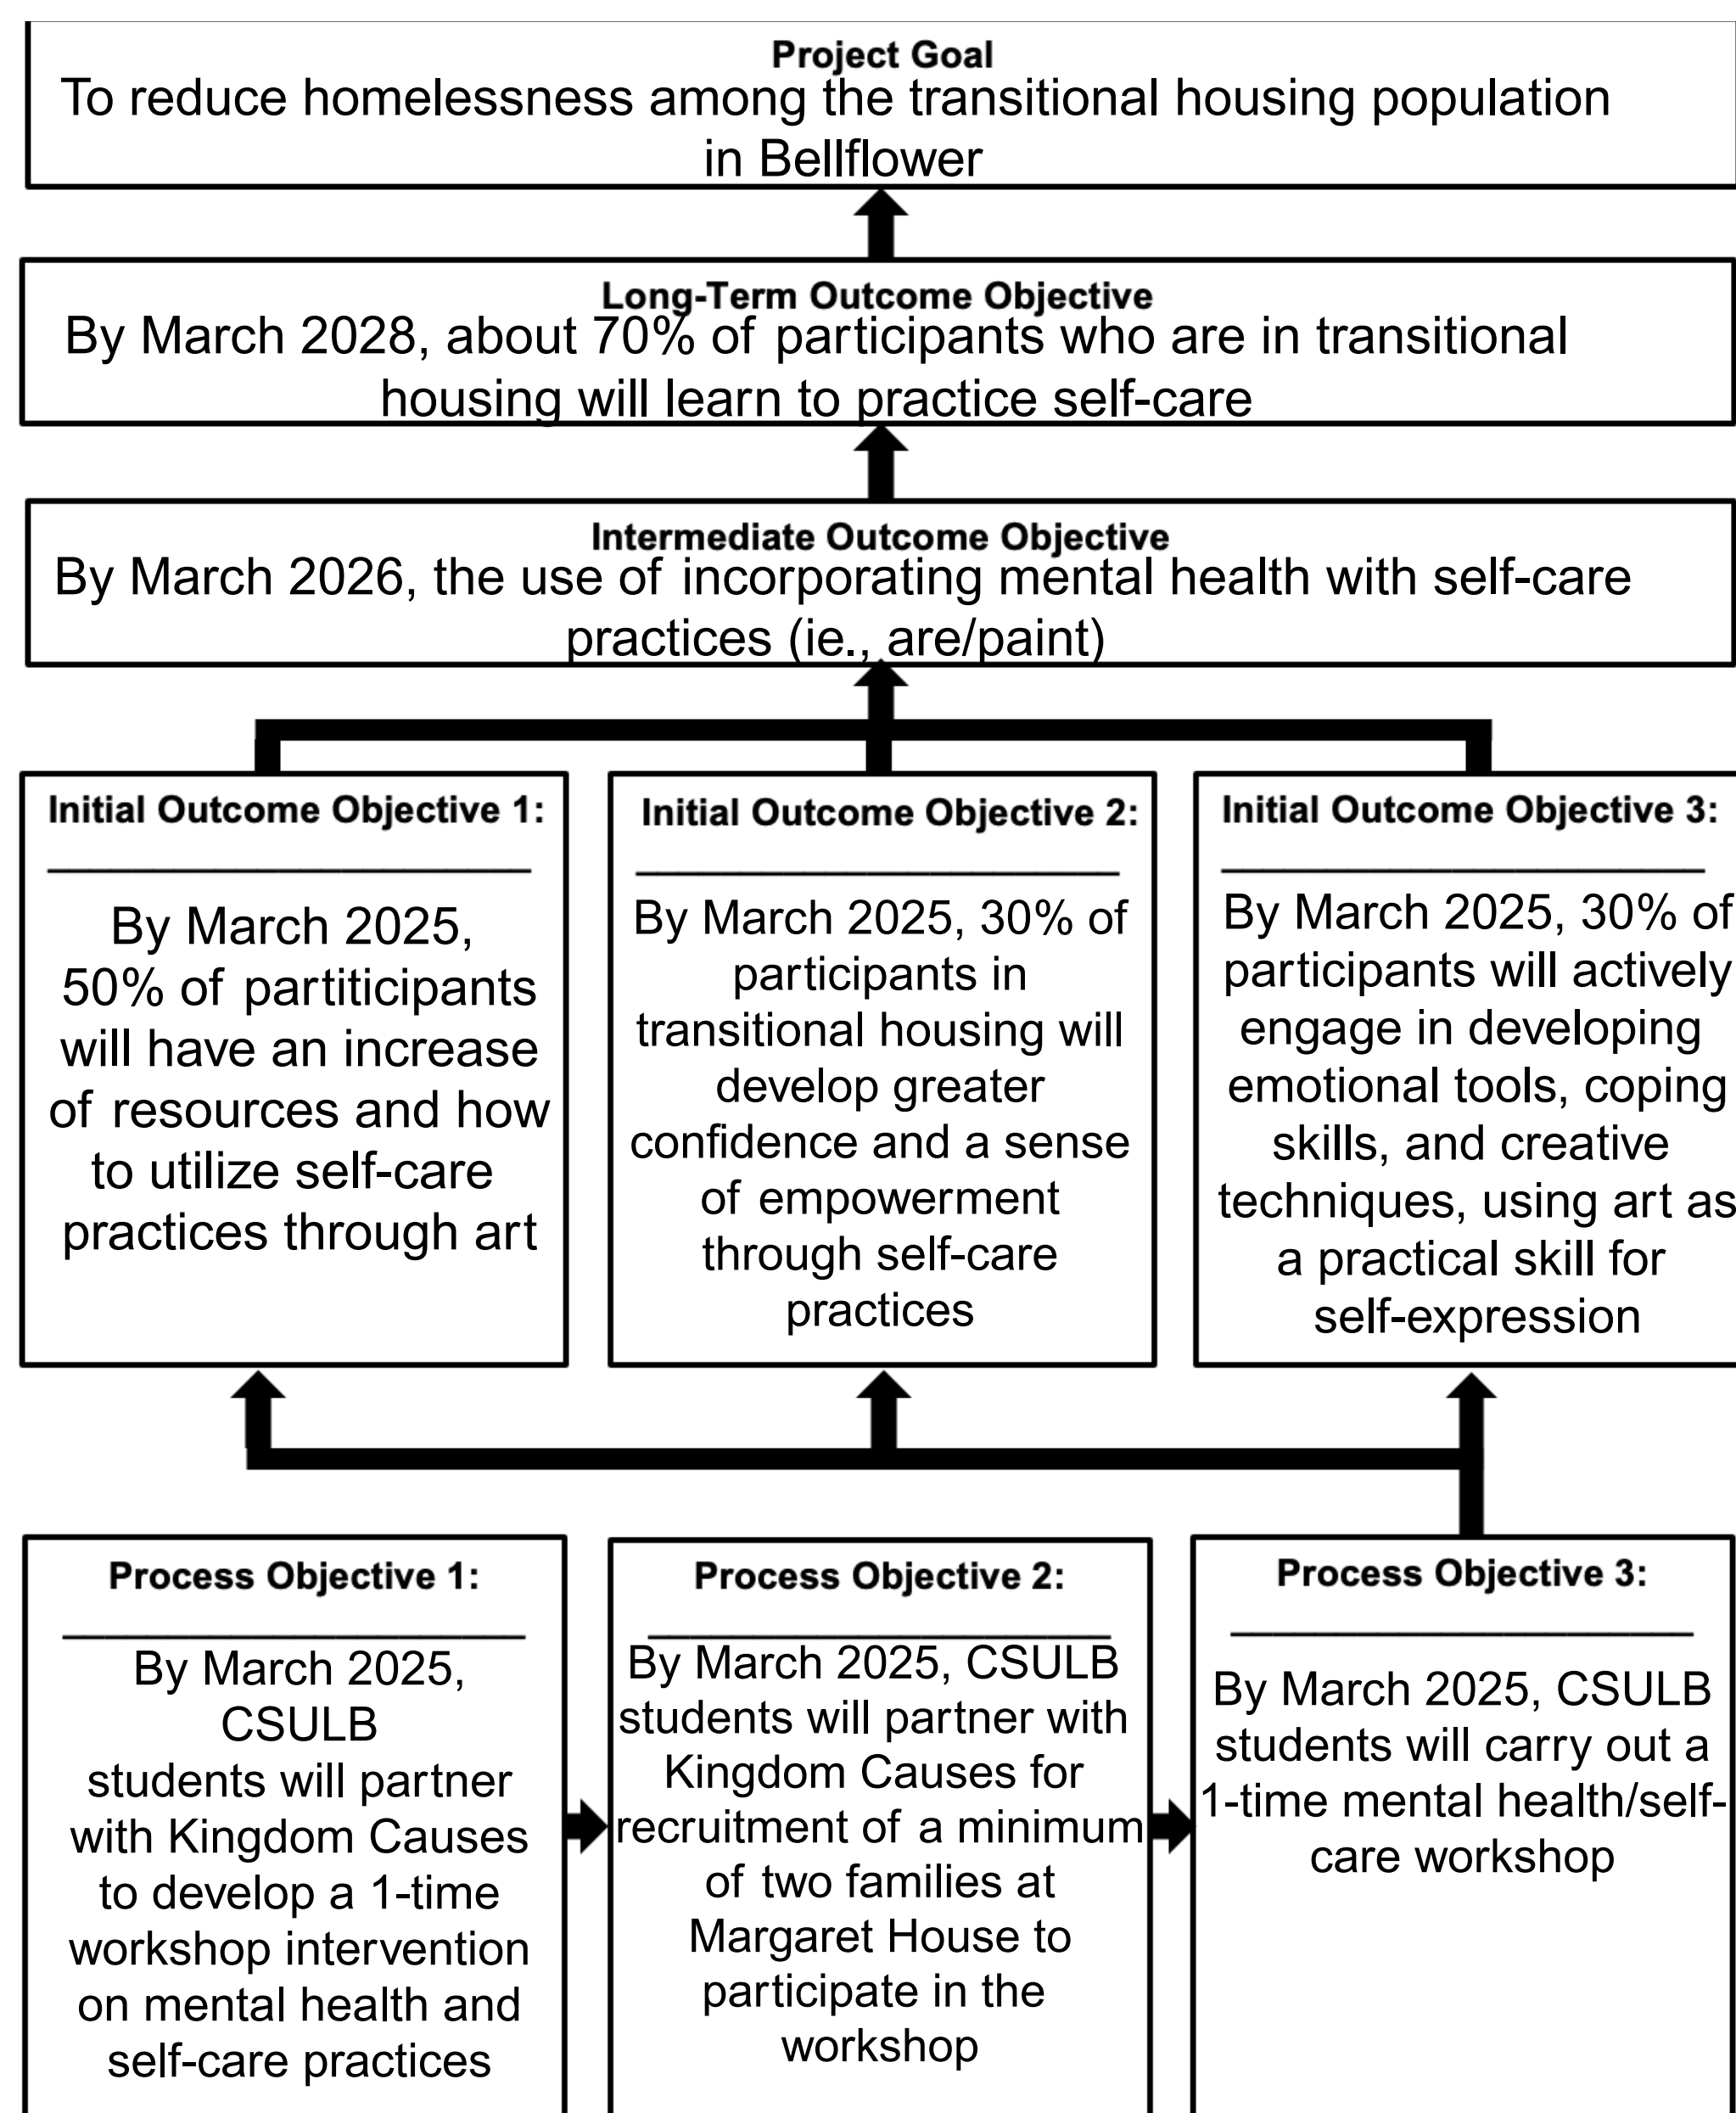 Project Goal
To reduce homelessness among the transitional housing population
in Bellflower
Long-Term Outcome Objective
By March 2028, about 70% of participants who are in transitional
housing will learn to practice self-care
Intermediate Outcome Objective
By March 2026, the use of incorporating mental health with self-care
practices (ie., are/paint)
Initial Outcome Objective 1:
By March 2025,
50% of partiticipants
will have an increase
of resources and how
to utilize self-care
practices through art
Initial Outcome Objective 2:
By March 2025, 30% of
participants in
transitional housing will
develop greater
confidence and a sense
of empowerment
through self-care
practices
Initial Outcome Objective 3:
By March 2025, 30% of
participants will actively
engage in developing
emotional tools, coping
skills, and creative
techniques, using art as
a practical skill for
self-expression
Process Objective 1:
By March 2025,
CSULB
students will partner
with Kingdom Causes
to develop a 1-time
workshop intervention
on mental health and
self-care practices
Process Objective 2:
By March 2025, CSULB
students will partner with
Kingdom Causes for
recruitment of a minimum
of two families at
Margaret House to
participate in the
workshop
Process Objective 3:
By March 2025, CSULB
students will carry out a
1-time mental health/self-
care workshop